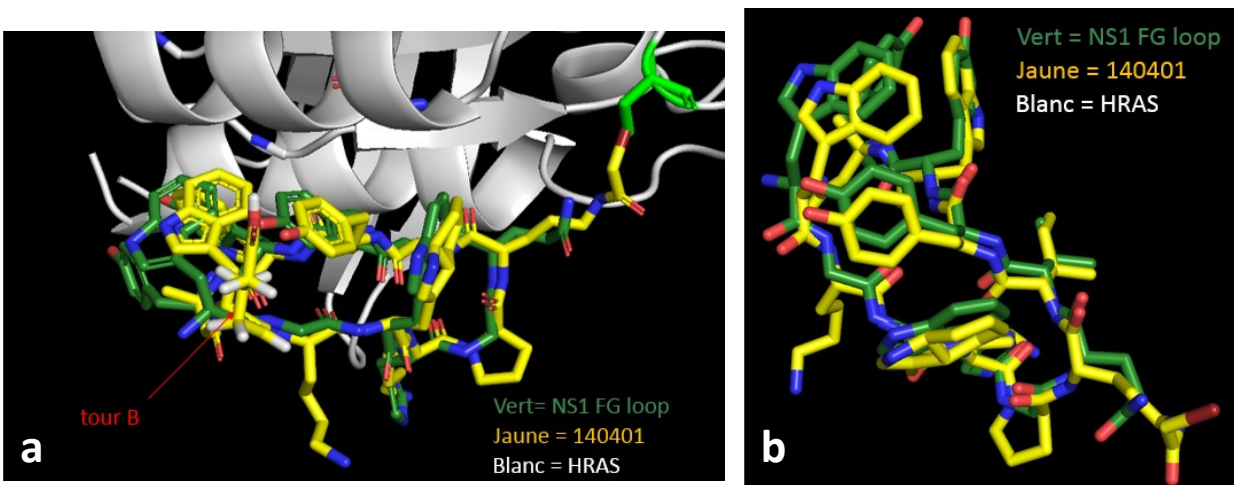 tour B
Vert= NS1 FG loop
Jaune = 140401
Blanc = HRAS
a
Vert = NS1 FG loop
Jaune = 140401
Blanc = HRAS
b